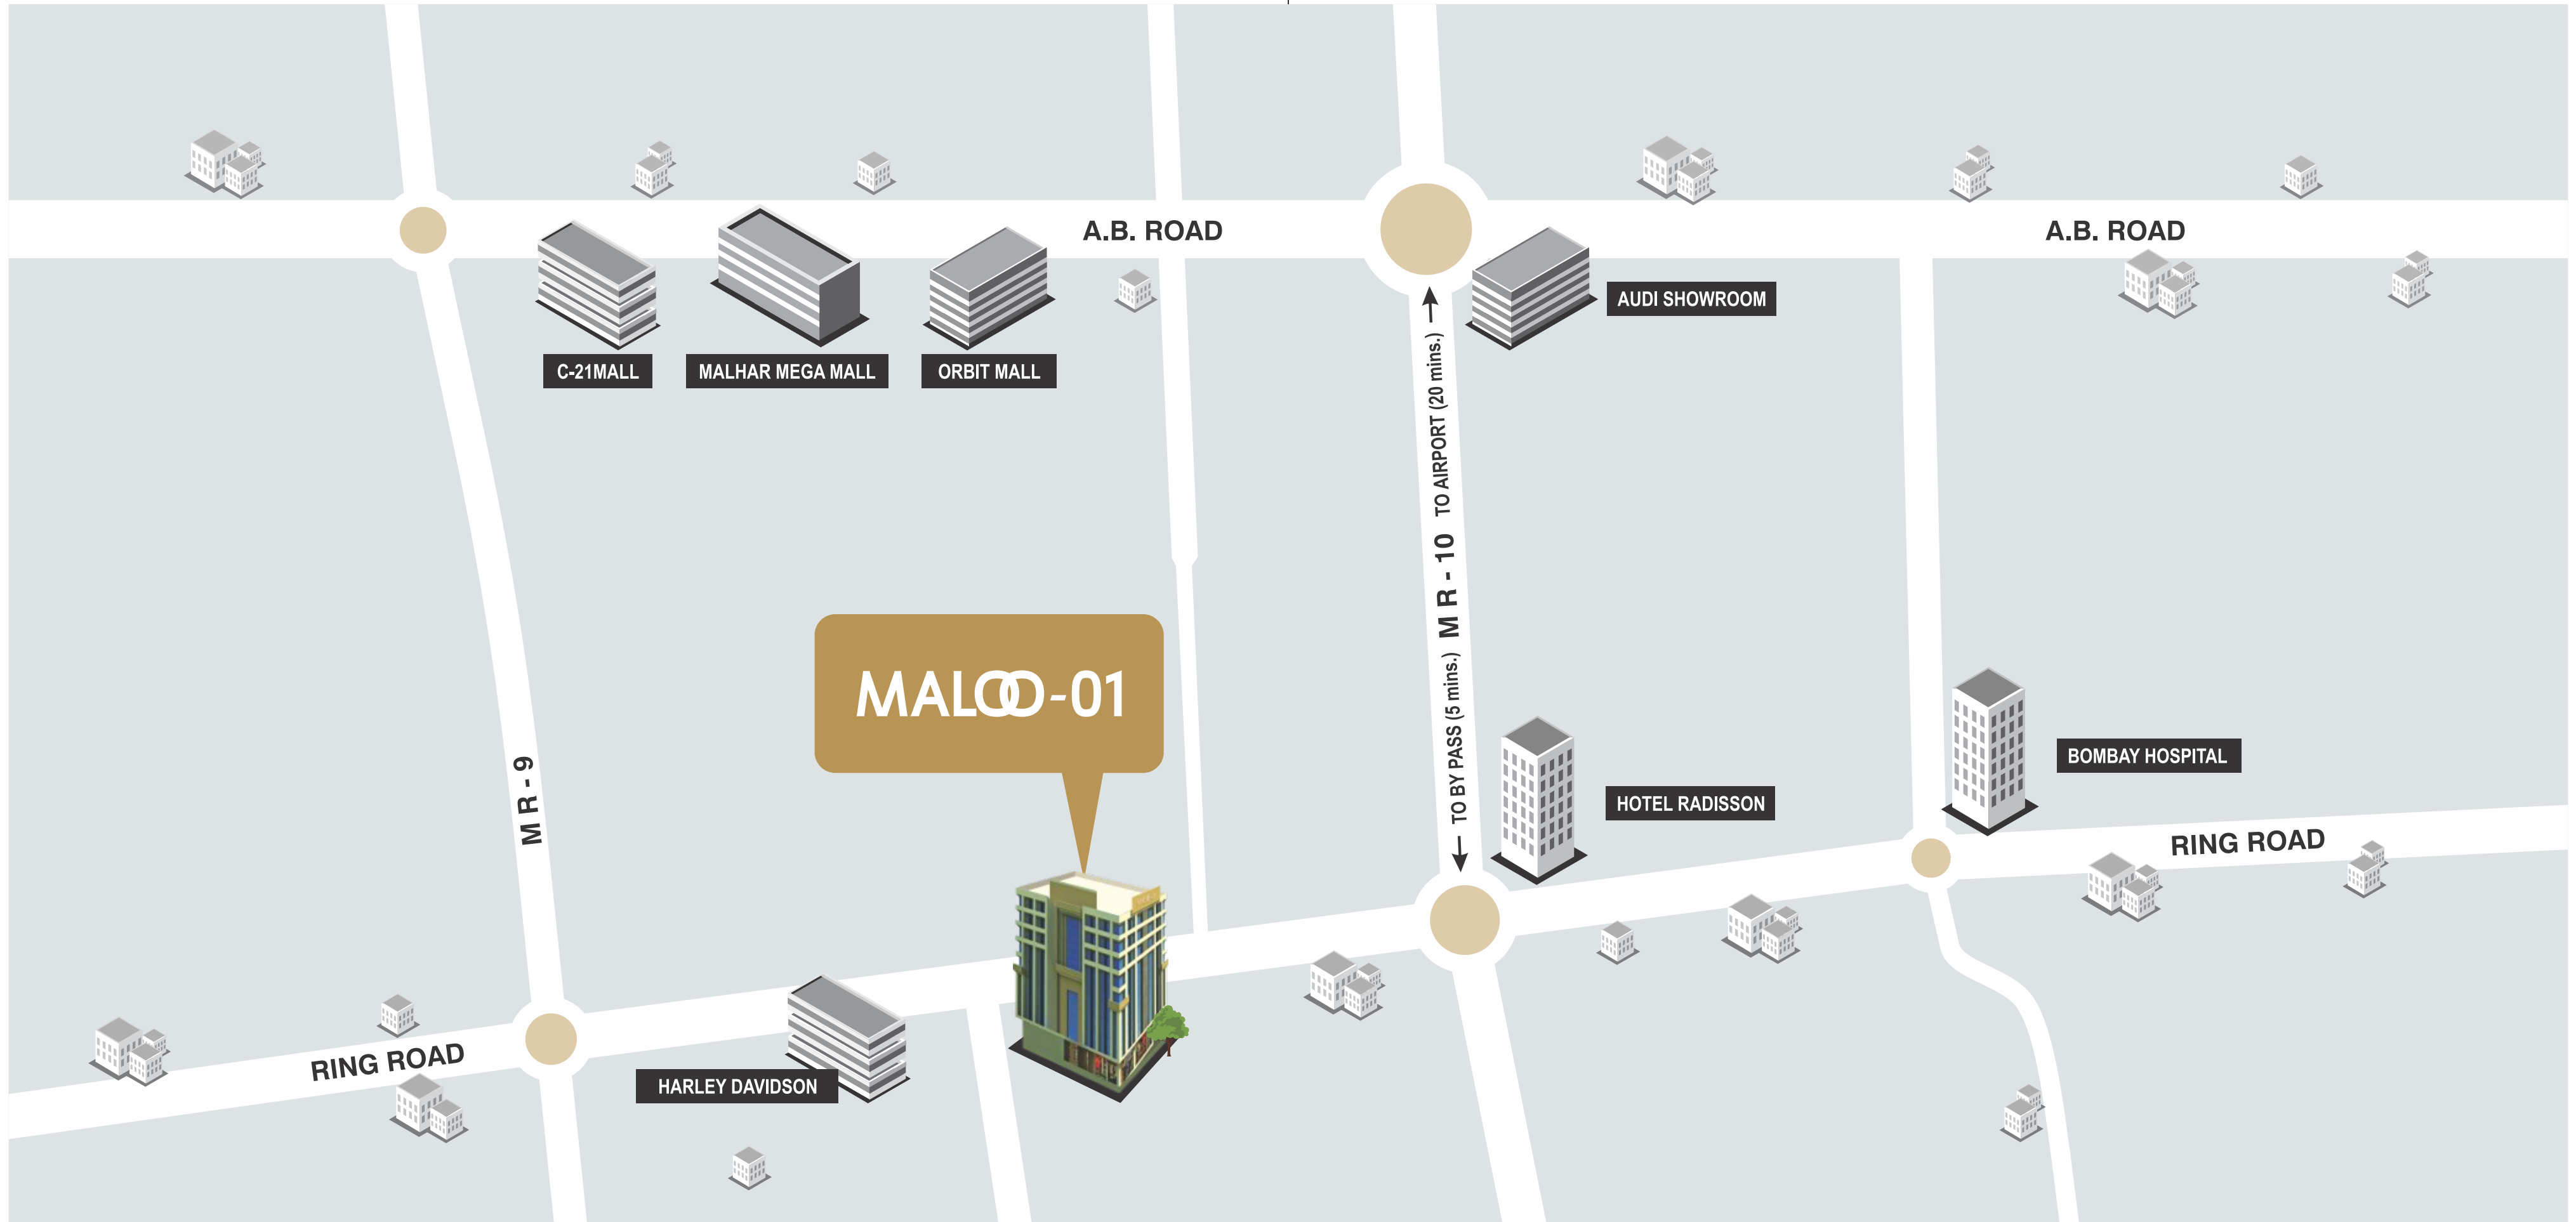 A.B. ROAD
A.B. ROAD
AUDI SHOWROOM
C-21MALL
MALHAR MEGA MALL
ORBIT MALL
TO AIRPORT (20 mins.)
M R - 10
TO BY PASS (5 mins.)
MALOO-01
M R - 9
HOTEL RADISSON
BOMBAY HOSPITAL
RING ROAD
RING ROAD
HARLEY DAVIDSON